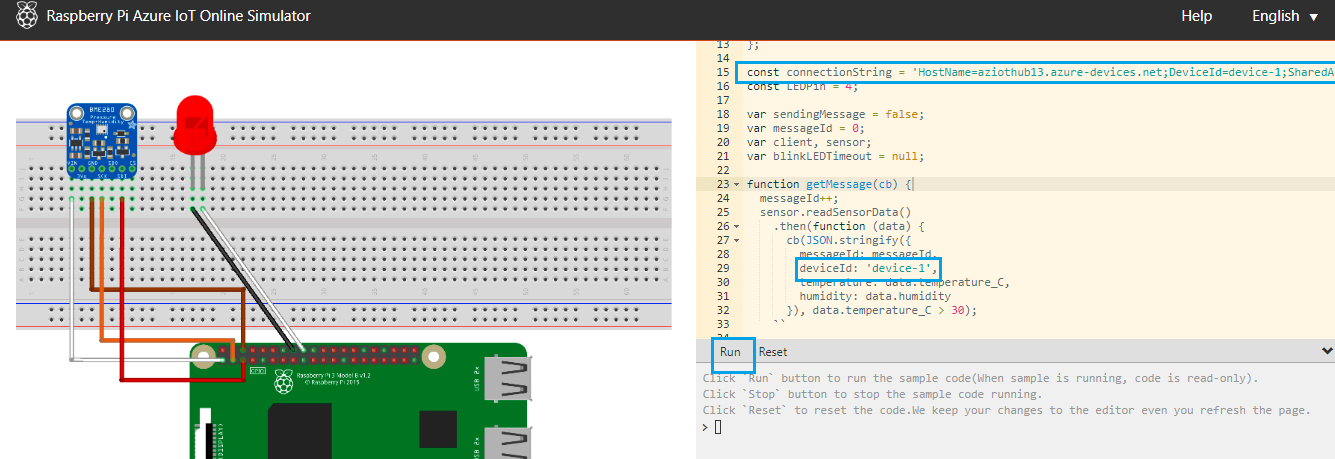 Raspberry Pi Azure IoT Online Simulator
Help
English ▼
BME280
Pressure
Temp+Humidity
VIN
GND
SDO
CS
3Vo
SCK
SDI
Raspberry Pi 3 Model B v1.2
© Raspberry Pi 2015
GPIO
USB 2x
USB 2x
13 };
14
15 const connectionString = 'HostName=aziothub13.azure-devices.net;DeviceId=device-1;SharedA
16 const LEDPin = 4;
17
18 var sendingMessage = false;
19 var messageId = 0;
20 var client, sensor;
21 var blinkLEDTimeout = null;
22
23 function getMessage(cb) {
24 messageId++;
25 sensor.readSensorData()
26 .then(function (data) {
27 cb(JSON.stringify({
28 messageId: messageId,
29 deviceId: 'device-1',
30 temperature: data.temperature_C,
31 humidity: data.humidity
32 }), data.temperature_C > 30);
33
Run
Reset
Click `Run` button to run the sample code(When sample is running, code is read-only).
Click `Stop` button to stop the sample code running.
Click `Reset` to reset the code.We keep your changes to the editor even you refresh the page.
>